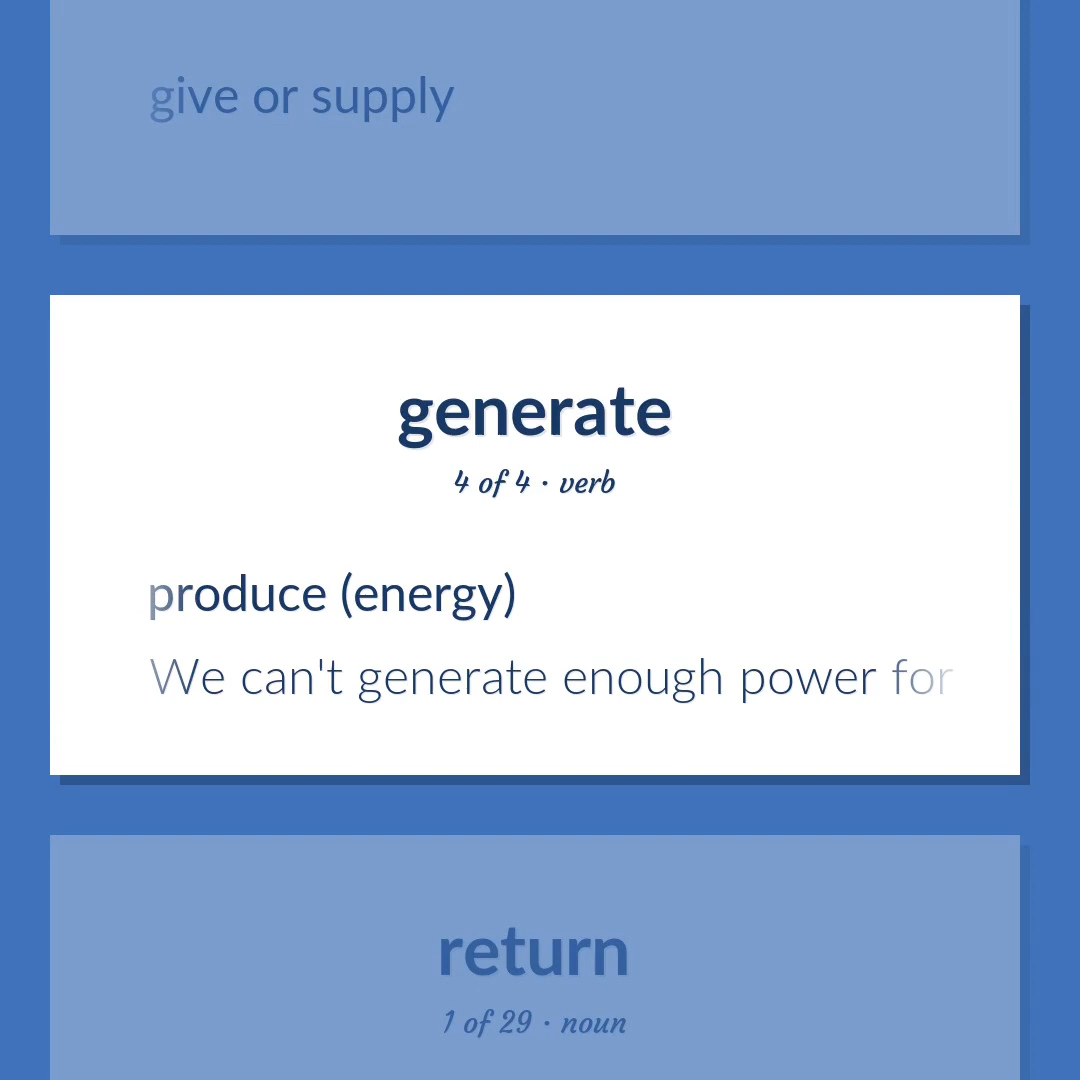 give or supply
generate
4 of 4 · verb
produce (energy)
We can't generate enough power for
return
1 of 29 · noun